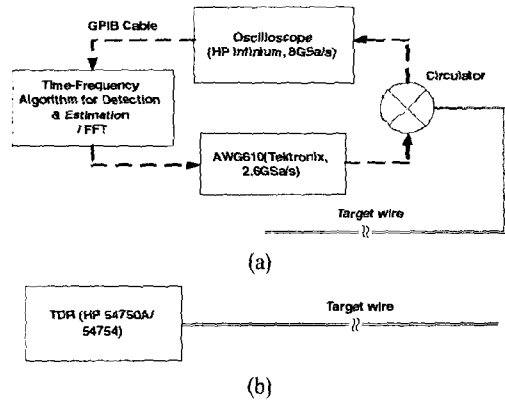 GPIB Cable
Oscilloscope
(HP Infinium, 8GSa/s)
Circulator
Time-Frequency
Algorithm for Detection
& Estimation
/ FFT
AWG610(Tektronix,
2.6GSa/s)
Target wire
(a)
TDR (HP 54750A/
54754)
Target wire
(b)